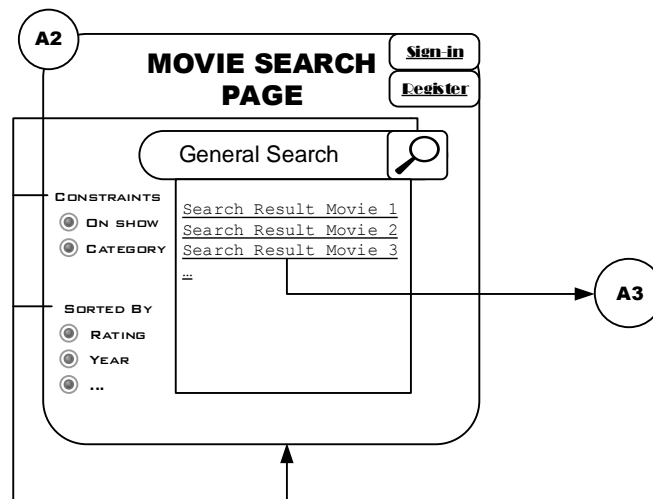 A2
MOVIE SEARCH
PAGE
Sign-in
Register
General Search
CONSTRAINTS
ON SHOW
CATEGORY
Search Result Movie 1
Search Result Movie 2
Search Result Movie 3
…
A3
SORTED BY
RATING
YEAR
...